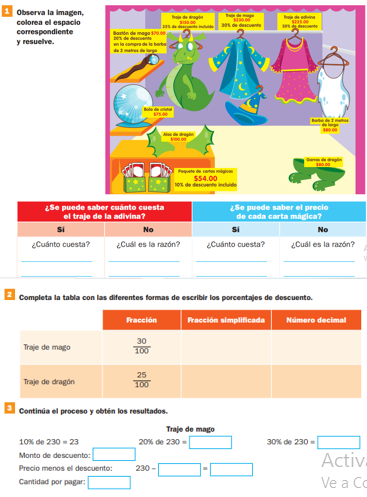 1 Observa la imagen,
colorea el espacio
correspondiente
y resuelve.
Bastón de mago $70.00
20% de descuento
en la compra de la barba
de 2 metros de largo
Traje de dragón
$150.00
25% de descuento incluido
Traje de mago
$230.00
30% de descuento
Traje de adivina
$225.00
30% de descuento
Bola de cristal
$75.00
Alas de dragón
$100.00
Barba de 2 metros
de largo
$80.00
Garras de dragón
$90.00
Paquete de cartas mágicas
$54.00
10% de descuento incluido
¿Se puede saber cuánto cuesta
el traje de la adivina?
¿Se puede saber el precio
de cada carta mágica?
Sí No Sí No
¿Cuánto cuesta? ¿Cuál es la razón? ¿Cuánto cuesta? ¿Cuál es la razón?
2 Completa la tabla con las diferentes formas de escribir los porcentajes de descuento.
Fracción Fracción simplificada Número decimal
Traje de mago 30
100
Traje de dragón 25
100
3 Continúa el proceso y obtén los resultados.
Traje de mago
10% de 230 = 23 20% de 230 = 30% de 230 =
Monto de descuento:
Precio menos el descuento: 230 – =
Cantidad por pagar:
Activ
Ve a Co